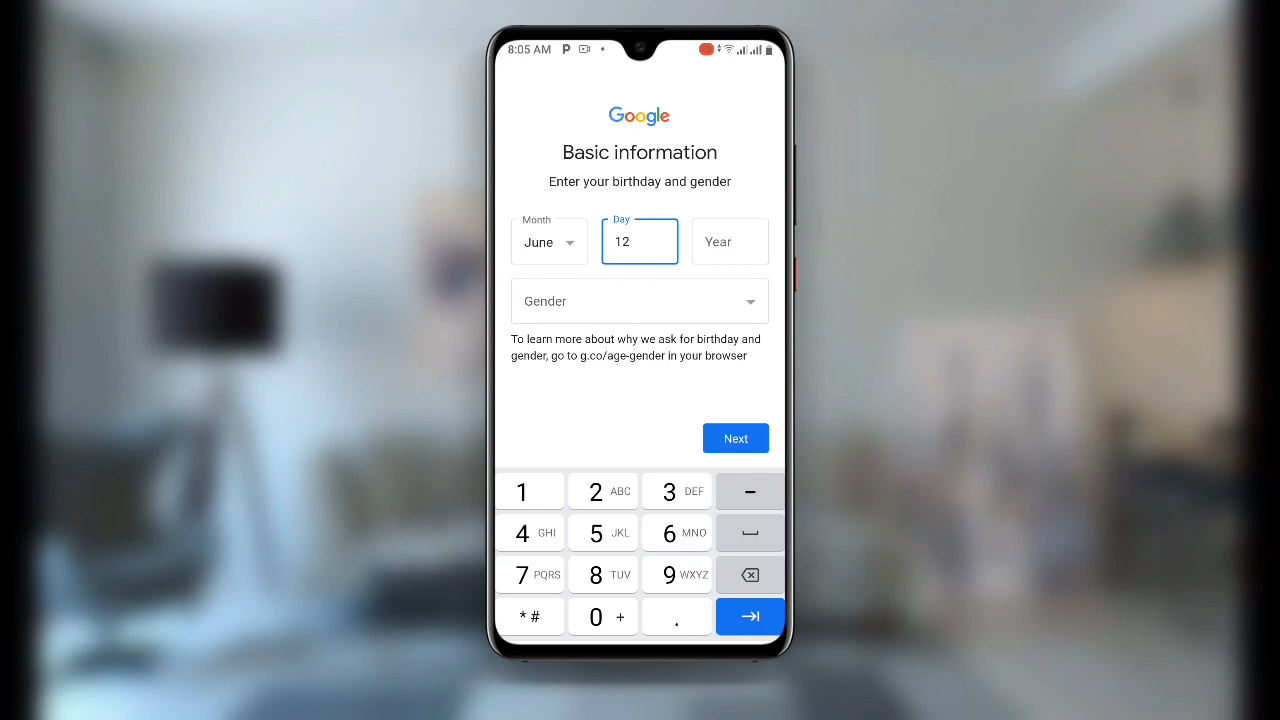 8:05 AM
Google
Basic information
Enter your birthday and gender
Month
June
Day
12
Year
Gender
To learn more about why we ask for birthday and
gender, go to g.co/age-gender in your browser
Next
1
2 ABC
3 DEF
-
4 GHI
5 JKL
6 MNO
7 PQRS
8 TUV
9 WXYZ
* #
0 +
.